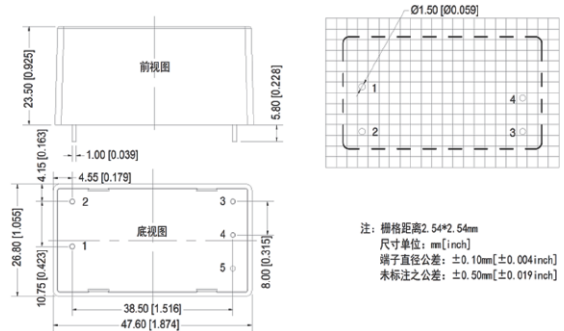 Ø1.50 [Ø0.059]
23.50 [0.925]
前视图
5.80 [0.228]
1.00 [0.039]
1
2
4
3
4.15 [0.163]
4.55 [0.179]
26.80 [1.055]
2
3
底视图
4
1
5
8.00 [0.315]
10.75 [0.423]
38.50 [1.516]
47.60 [1.874]
注: 栅格距离2.54*2.54mm
尺寸单位: mm[inch]
端子直径公差: ±0.10mm[±0.004inch]
未标注之公差: ±0.50mm[±0.019inch]